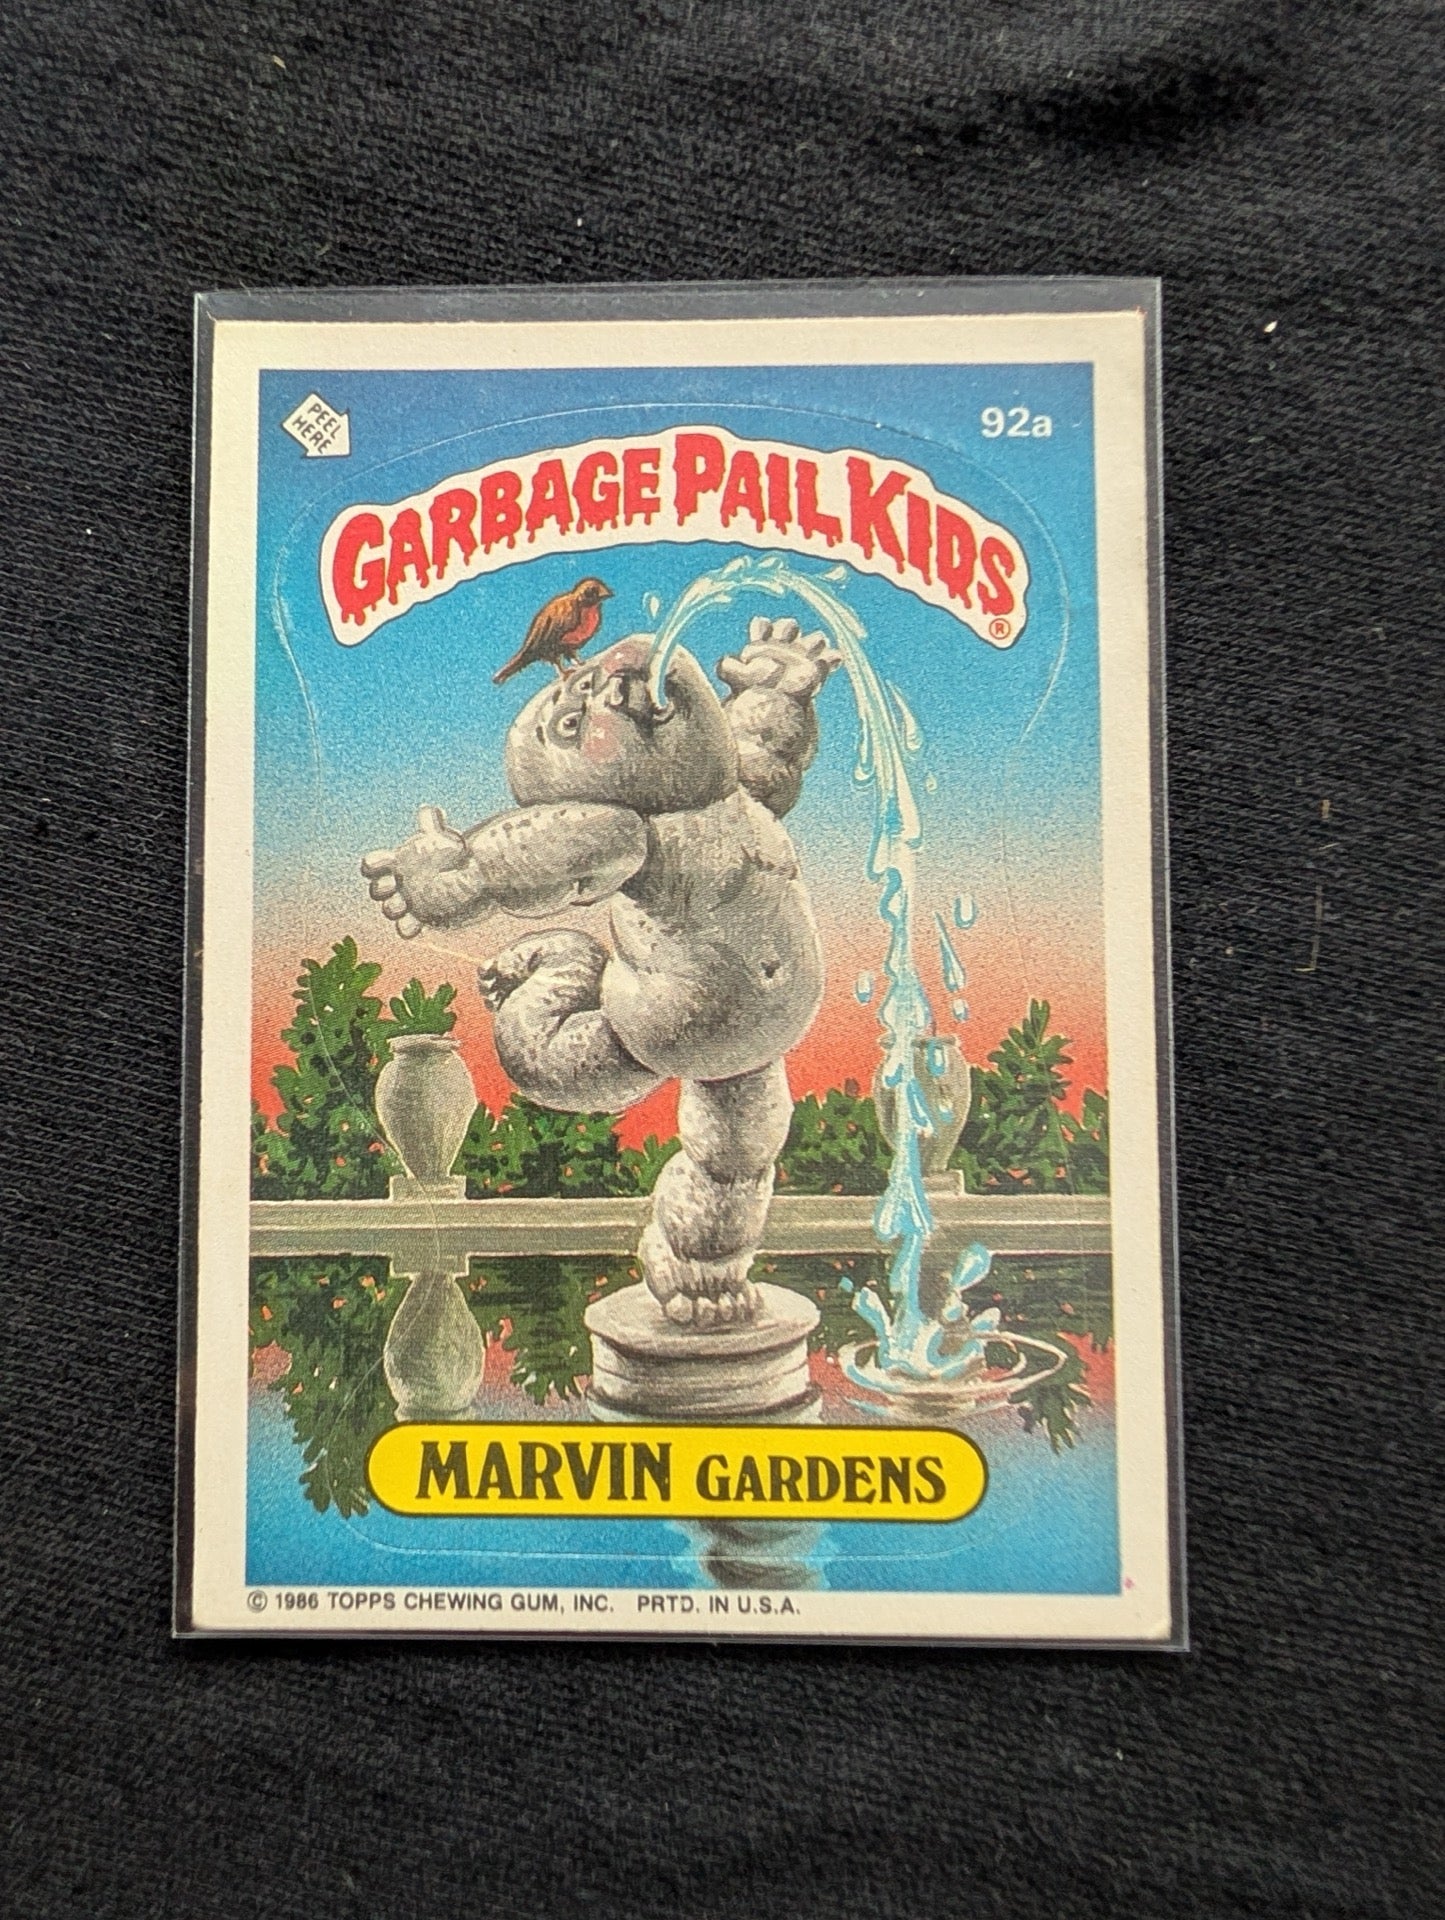 PEEL
HERE
92a
GARBAGE PAIL KIDS
®
MARVIN GARDENS
© 1986 TOPPS CHEWING GUM, INC. PRTD. IN U.S.A.